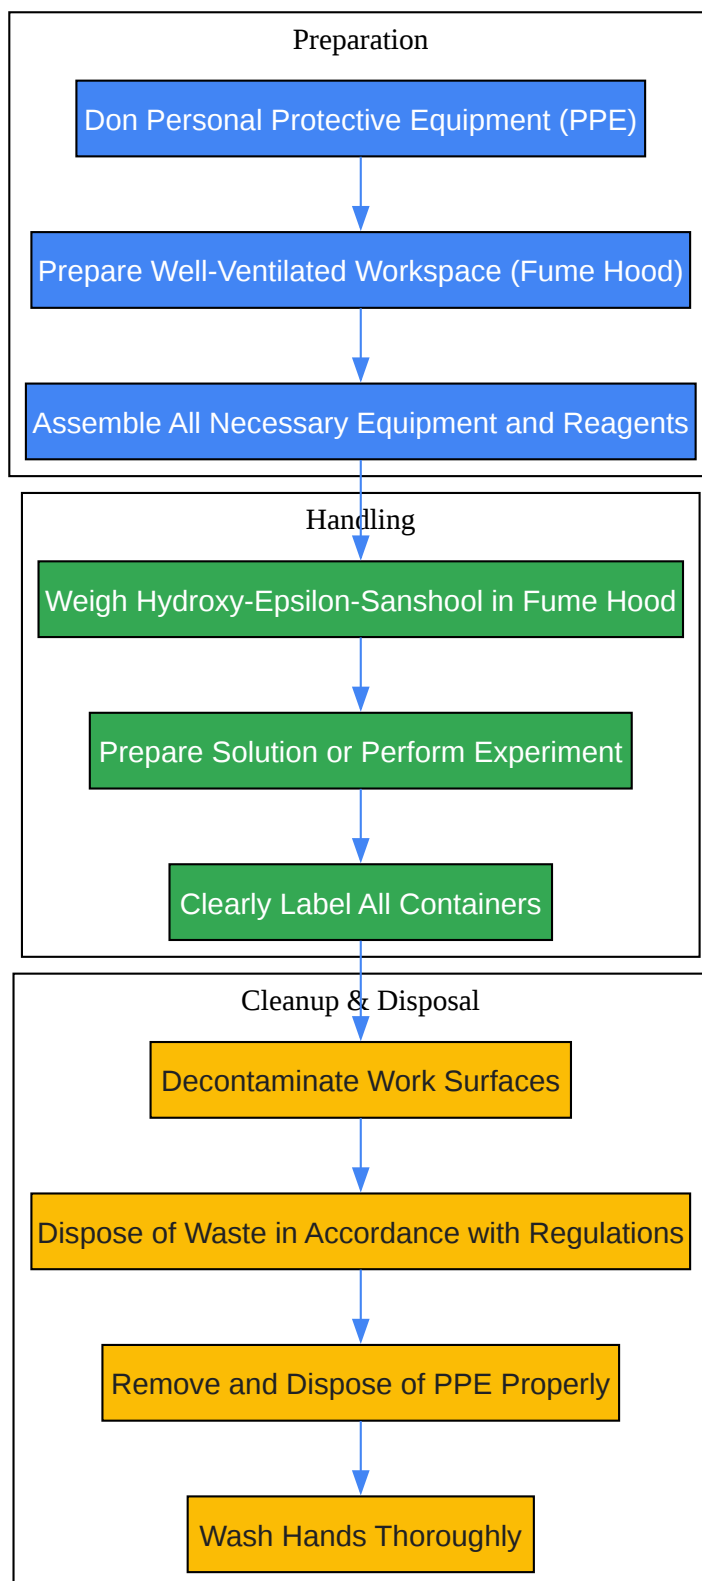 Preparation
Don Personal Protective Equipment (PPE)
Prepare Well-Ventilated Workspace (Fume Hood)
Assemble All Necessary Equipment and Reagents
Handling
Weigh Hydroxy-Epsilon-Sanshool in Fume Hood
Prepare Solution or Perform Experiment
Clearly Label All Containers
Cleanup & Disposal
Decontaminate Work Surfaces
Dispose of Waste in Accordance with Regulations
Remove and Dispose of PPE Properly
Wash Hands Thoroughly